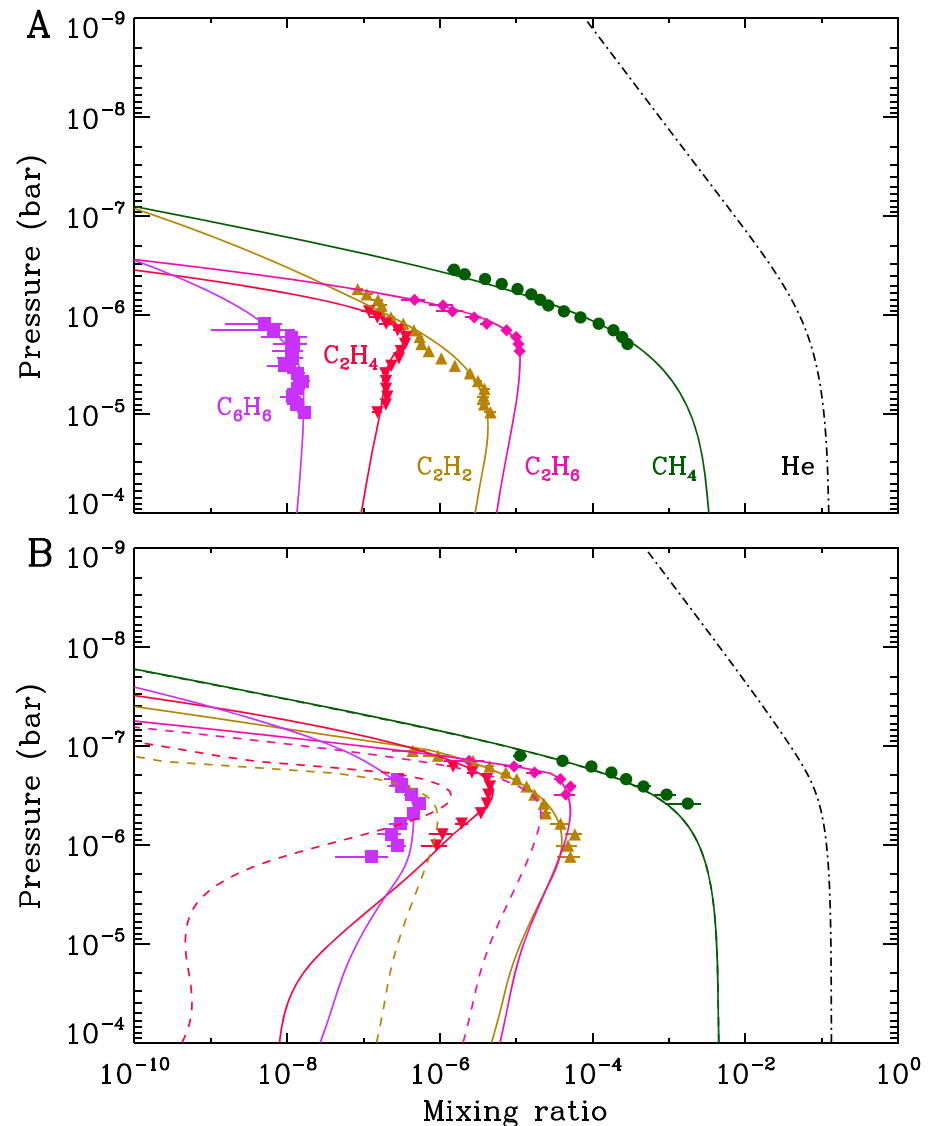 A
10⁻⁹
10⁻⁸
10⁻⁷
10⁻⁶
10⁻⁵
10⁻⁴
Pressure (bar)
C₆H₆
C₂H₄
C₂H₂
C₂H₆
CH₄
He
B
10⁻⁹
10⁻⁸
10⁻⁷
10⁻⁶
10⁻⁵
10⁻⁴
Pressure (bar)
10⁻¹⁰ 10⁻⁸ 10⁻⁶ 10⁻⁴ 10⁻² 10⁰
Mixing ratio